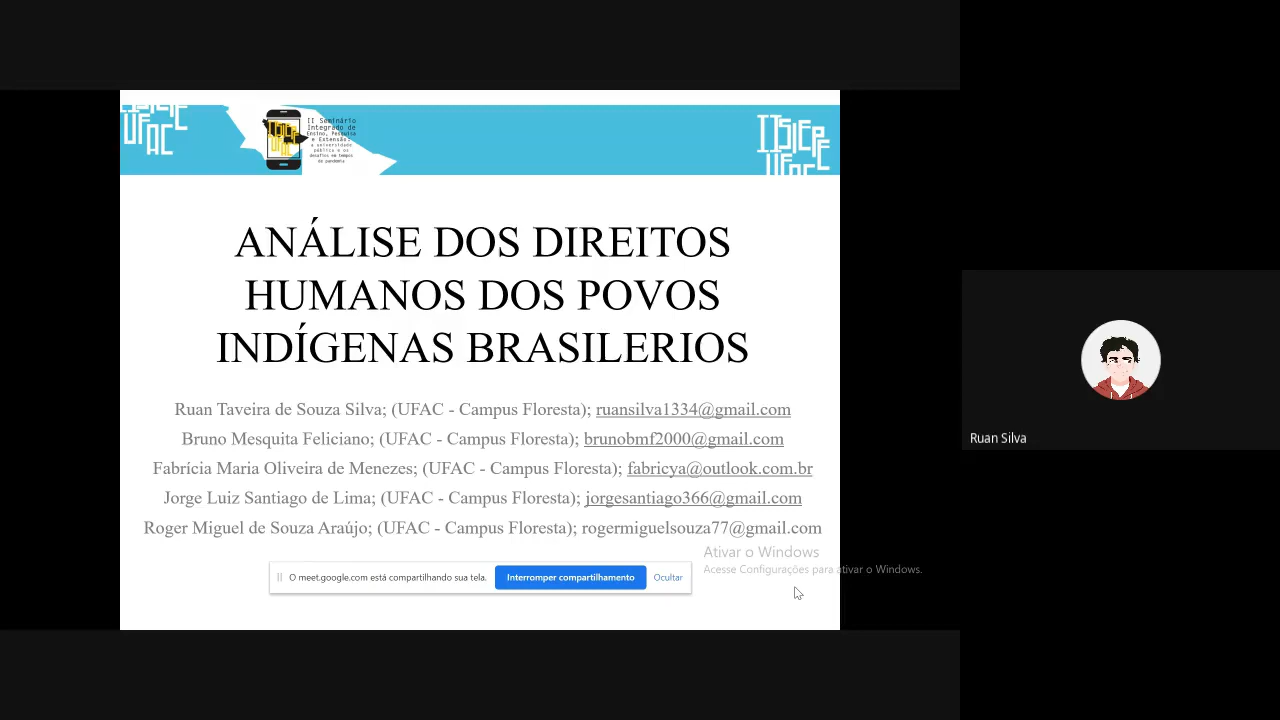 UFAC
II Seminário
Integrado de
Ensino, Pesquisa
e Extensão:
a universidade
pública e os
desafios em tempos
de pandemia
IISIEPE
UFAC
ANÁLISE DOS DIREITOS
HUMANOS DOS POVOS
INDÍGENAS BRASILERIOS
Ruan Taveira de Souza Silva; (UFAC - Campus Floresta); ruansilva1334@gmail.com
Bruno Mesquita Feliciano; (UFAC - Campus Floresta); brunobmf2000@gmail.com
Fabrícia Maria Oliveira de Menezes; (UFAC - Campus Floresta); fabricya@outlook.com.br
Jorge Luiz Santiago de Lima; (UFAC - Campus Floresta); jorgesantiago366@gmail.com
Roger Miguel de Souza Araújo; (UFAC - Campus Floresta); rogermiguelsouza77@gmail.com
Ativar o Windows
Acesse Configurações para ativar o Windows.
O meet.google.com está compartilhando sua tela. Interromper compartilhamento Ocultar
Ruan Silva